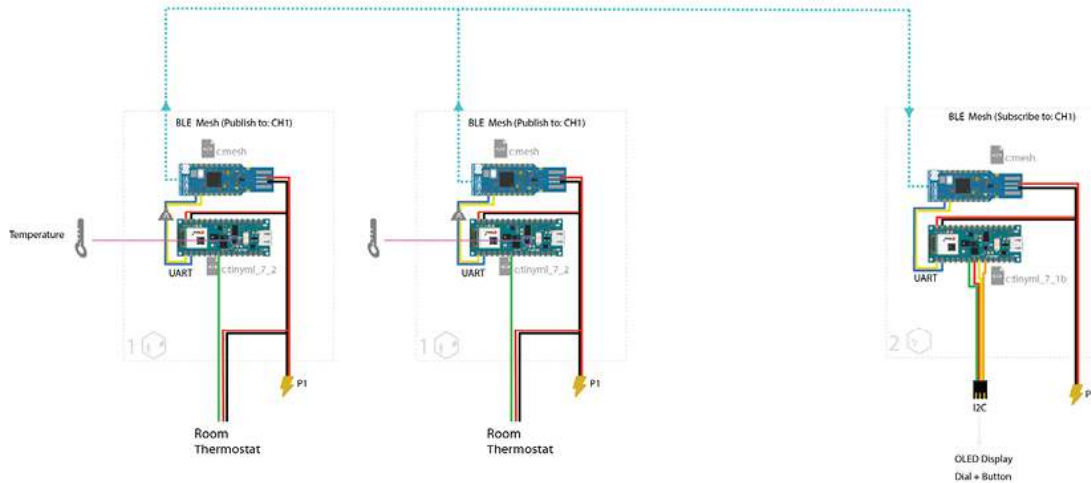 BLE Mesh (Publish to: CH1)
c:mesh
Temperature
UART
c:tinyml_7_2
1
P1
Room
Thermostat
BLE Mesh (Publish to: CH1)
c:mesh
UART
c:tinyml_7_2
1
P1
Room
Thermostat
BLE Mesh (Subscribe to: CH1)
c:mesh
UART
c:tinyml_7_1b
2
P
I2C
OLED Display
Dial + Button